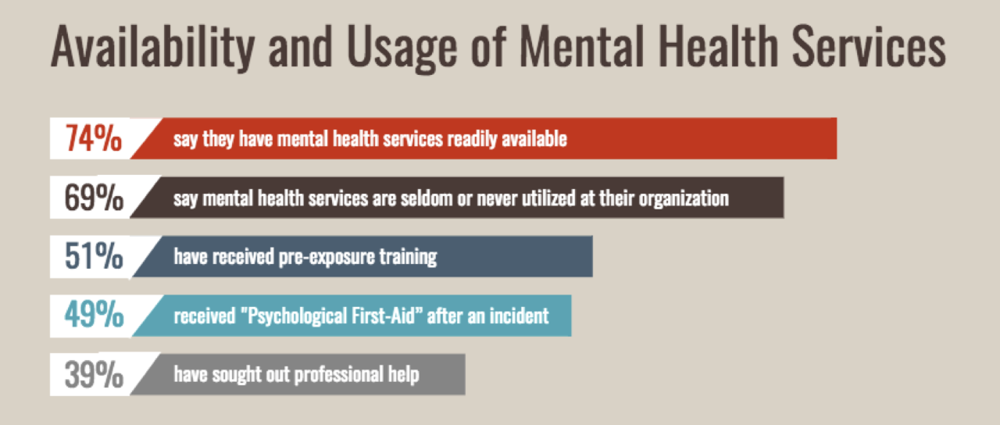 Availability and Usage of Mental Health Services
74% say they have mental health services readily available
69% say mental health services are seldom or never utilized at their organization
51% have received pre-exposure training
49% received "Psychological First-Aid” after an incident
39% have sought out professional help